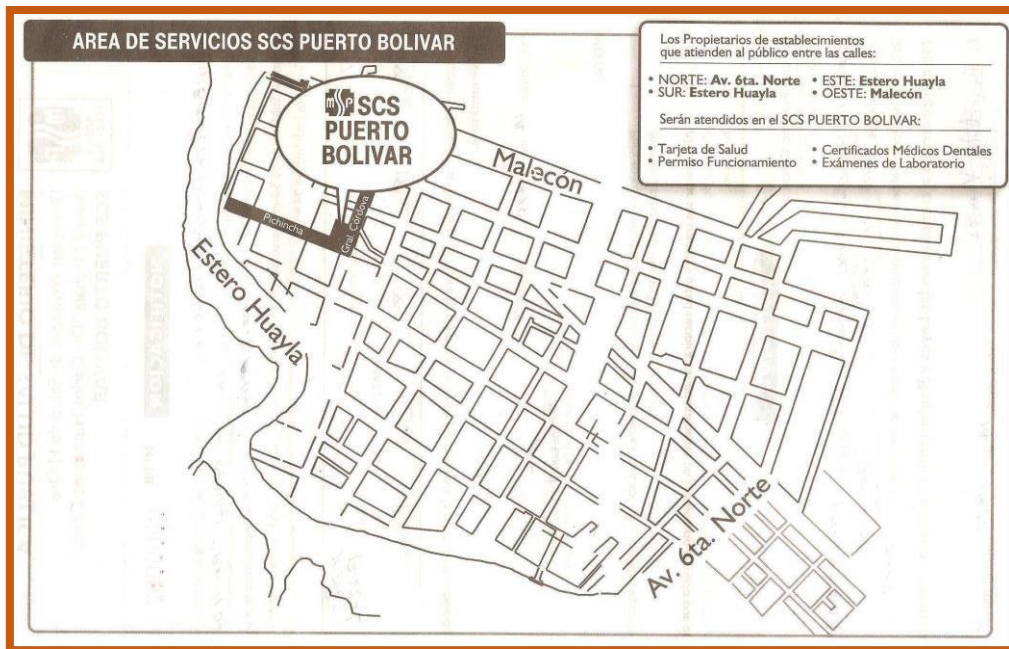 AREA DE SERVICIOS SCS PUERTO BOLIVAR
Los Propietarios de establecimientos
que atienden al público entre las calles:
• NORTE: Av. 6ta. Norte • ESTE: Estero Huayla
• SUR: Estero Huayla • OESTE: Malecón
Serán atendidos en el SCS PUERTO BOLIVAR:
• Tarjeta de Salud • Certificados Médicos Dentales
• Permiso Funcionamiento • Exámenes de Laboratorio
msp SCS
PUERTO
BOLIVAR
Malecón
Pichincha
Gral. Cordova
Estero Huayla
Av. 6ta. Norte